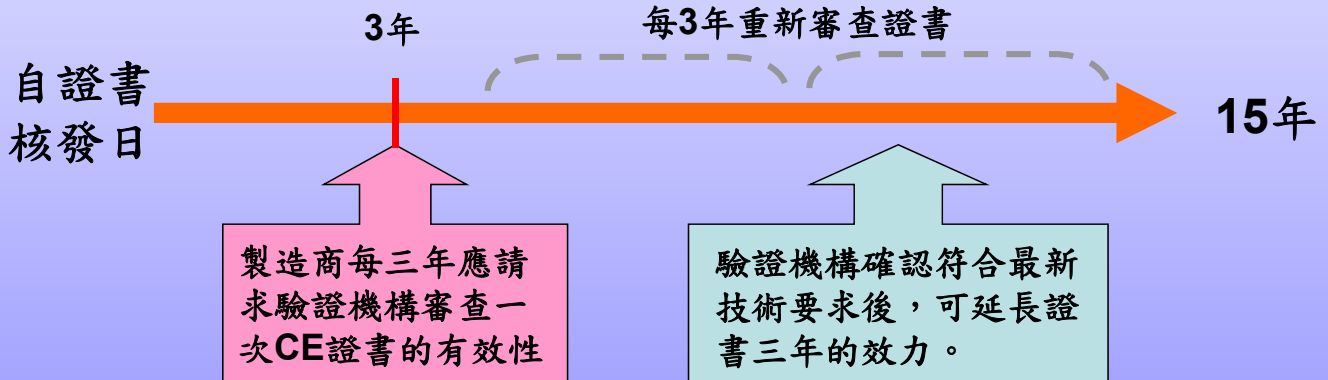 3年
每3年重新審查證書
自證書
核發日
15年
製造商每三年應請
求驗證機構審查一
次CE證書的有效性
驗證機構確認符合最新
技術要求後，可延長證
書三年的效力。